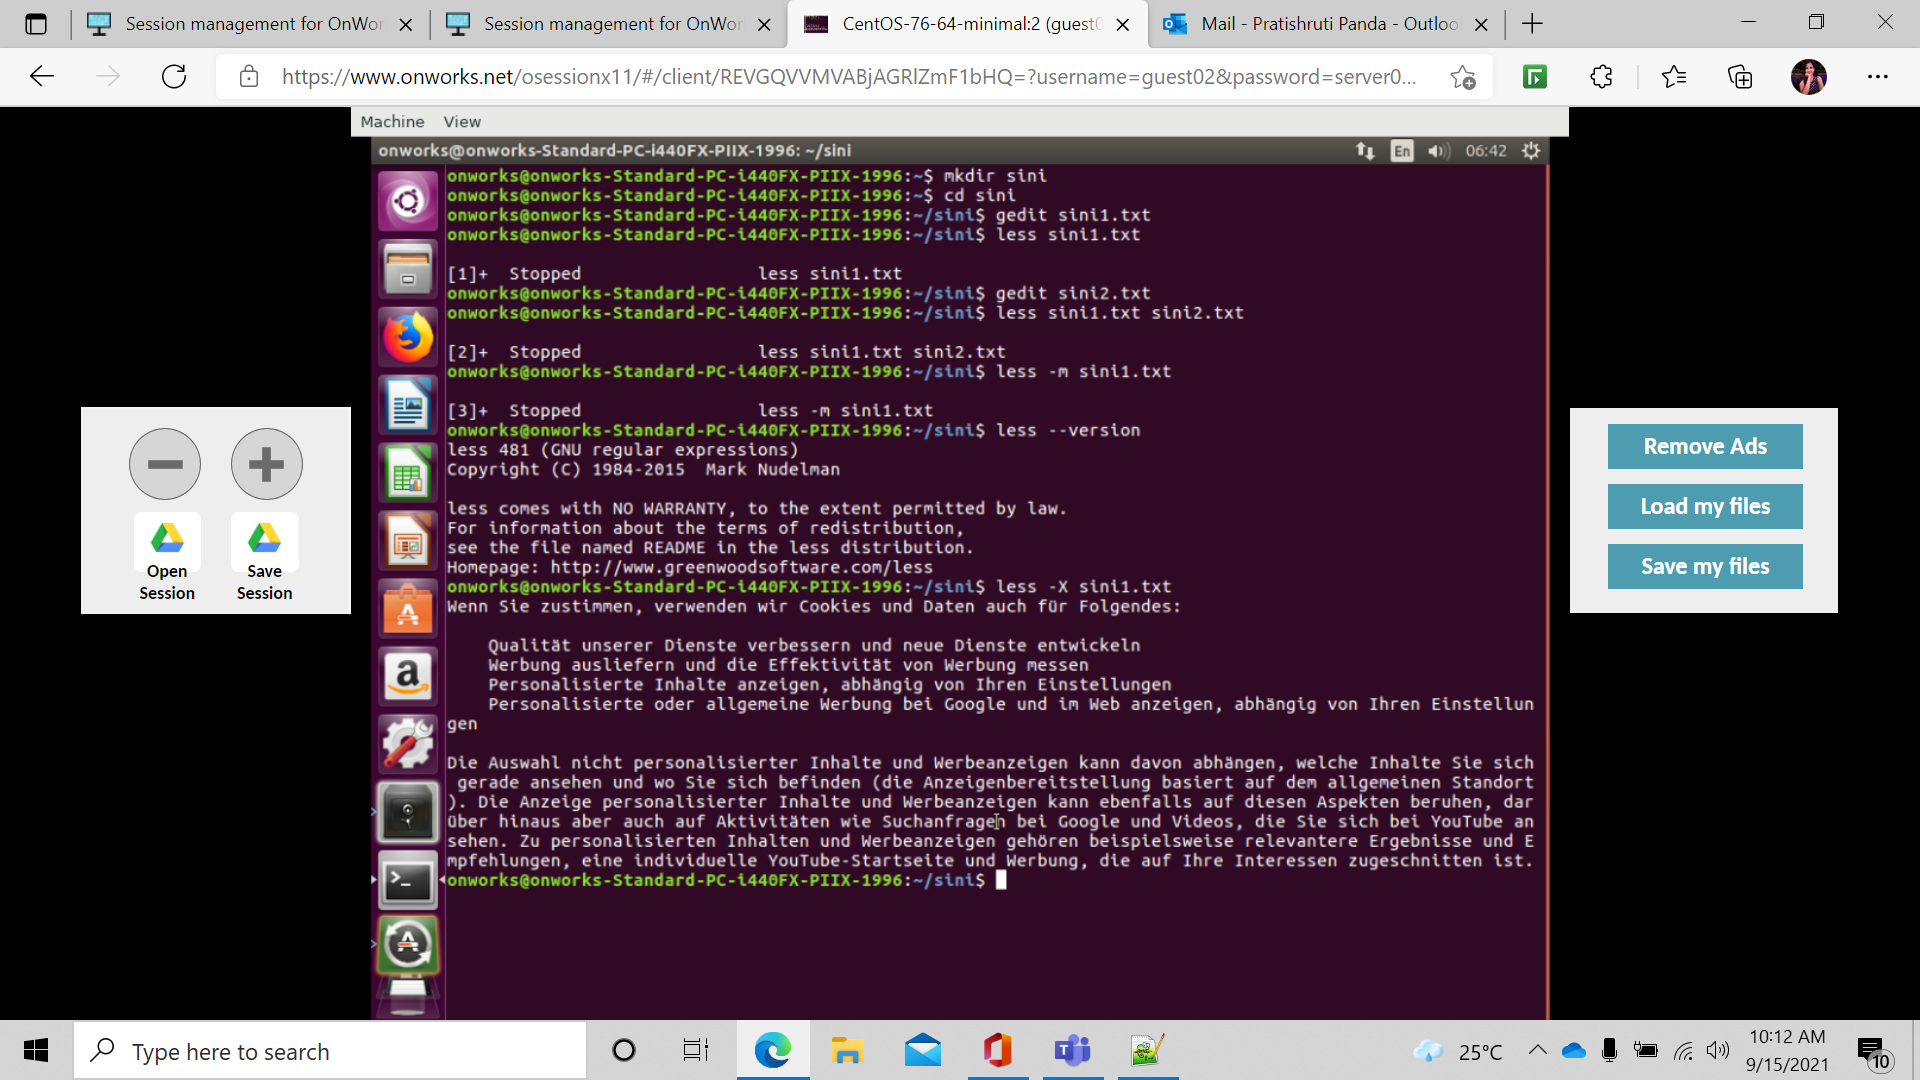 Session management for OnWor
Session management for OnWor
CentOS-76-64-minimal:2 (guest0
Mail - Pratishruti Panda - Outloo
https://www.onworks.net/osessionx11/#/client/REVGQVVMVABjAGRlZmF1bHQ=?username=guest02&password=server0...
Machine View
onworks@onworks-Standard-PC-i440FX-PIIX-1996: ~/sini
En 06:42
onworks@onworks-Standard-PC-i440FX-PIIX-1996:~$ mkdir sini
onworks@onworks-Standard-PC-i440FX-PIIX-1996:~$ cd sini
onworks@onworks-Standard-PC-i440FX-PIIX-1996:~/sini$ gedit sini1.txt
onworks@onworks-Standard-PC-i440FX-PIIX-1996:~/sini$ less sini1.txt
[1]+  Stopped                 less sini1.txt
onworks@onworks-Standard-PC-i440FX-PIIX-1996:~/sini$ gedit sini2.txt
onworks@onworks-Standard-PC-i440FX-PIIX-1996:~/sini$ less sini1.txt sini2.txt
[2]+  Stopped                 less sini1.txt sini2.txt
onworks@onworks-Standard-PC-i440FX-PIIX-1996:~/sini$ less -m sini1.txt
[3]+  Stopped                 less -m sini1.txt
onworks@onworks-Standard-PC-i440FX-PIIX-1996:~/sini$ less --version
less 481 (GNU regular expressions)
Copyright (C) 1984-2015  Mark Nudelman
less comes with NO WARRANTY, to the extent permitted by law.
For information about the terms of redistribution,
see the file named README in the less distribution.
Homepage: http://www.greenwoodsoftware.com/less
onworks@onworks-Standard-PC-i440FX-PIIX-1996:~/sini$ less -X sini1.txt
Wenn Sie zustimmen, verwenden wir Cookies und Daten auch für Folgendes:
Qualität unserer Dienste verbessern und neue Dienste entwickeln
Werbung ausliefern und die Effektivität von Werbung messen
Personalisierte Inhalte anzeigen, abhängig von Ihren Einstellungen
Personalisierte oder allgemeine Werbung bei Google und im Web anzeigen, abhängig von Ihren Einstellun
gen
Die Auswahl nicht personalisierter Inhalte und Werbeanzeigen kann davon abhängen, welche Inhalte Sie sich
gerade ansehen und wo Sie sich befinden (die Anzeigenbereitstellung basiert auf dem allgemeinen Standort
). Die Anzeige personalisierter Inhalte und Werbeanzeigen kann ebenfalls auf diesen Aspekten beruhen, dar
über hinaus aber auch auf Aktivitäten wie Suchanfragen bei Google und Videos, die Sie sich bei YouTube an
sehen. Zu personalisierten Inhalten und Werbeanzeigen gehören beispielsweise relevantere Ergebnisse und E
mpfehlungen, eine individuelle YouTube-Startseite und Werbung, die auf Ihre Interessen zugeschnitten ist.
onworks@onworks-Standard-PC-i440FX-PIIX-1996:~/sini$
Open Session
Save Session
Remove Ads
Load my files
Save my files
Type here to search
25°C
10:12 AM
9/15/2021
10